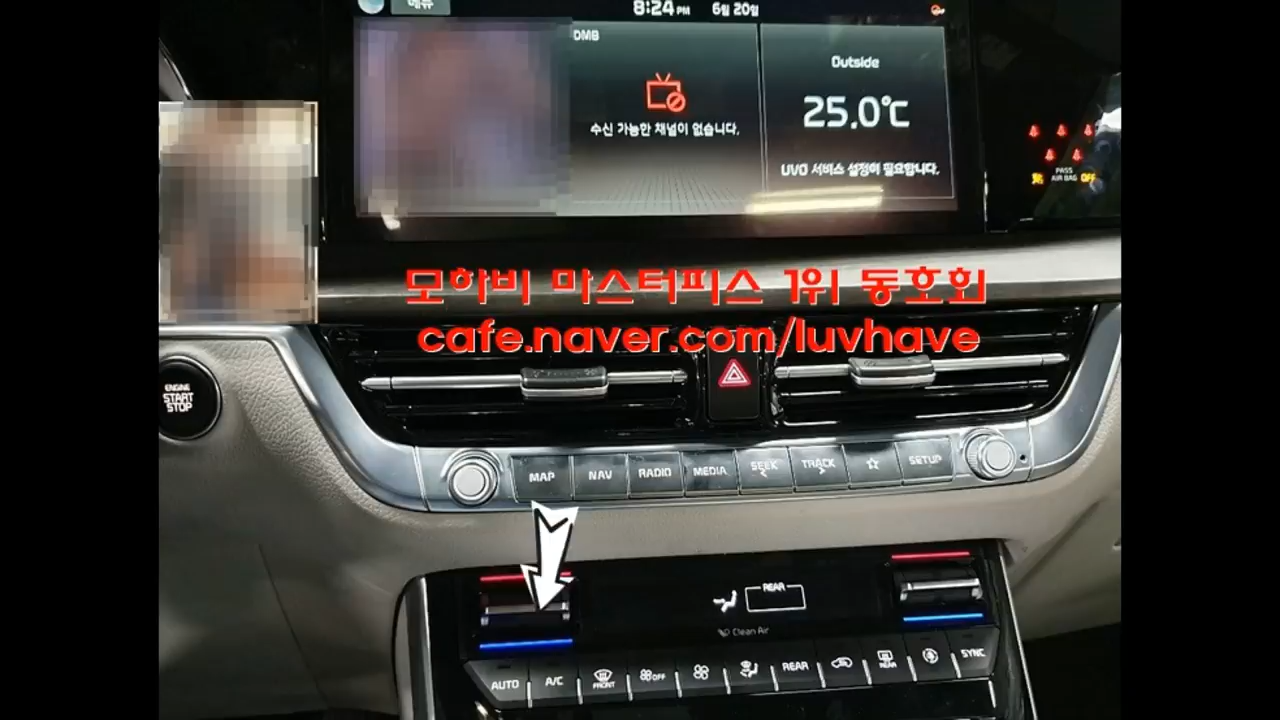 메뉴
8:24 PM 6월 20일
DMB
수신 가능한 채널이 없습니다.
Outside
25.0℃
UVO 서비스 설정이 필요합니다.
PASS
AIR BAG OFF
모하비 마스터피스 1위 동호회
cafe.naver.com/luvhave
ENGINE
START
STOP
MAP NAV RADIO MEDIA SEEK TRACK SETUP
REAR
Clean Air
AUTO A/C FRONT OFF REAR REAR SYNC